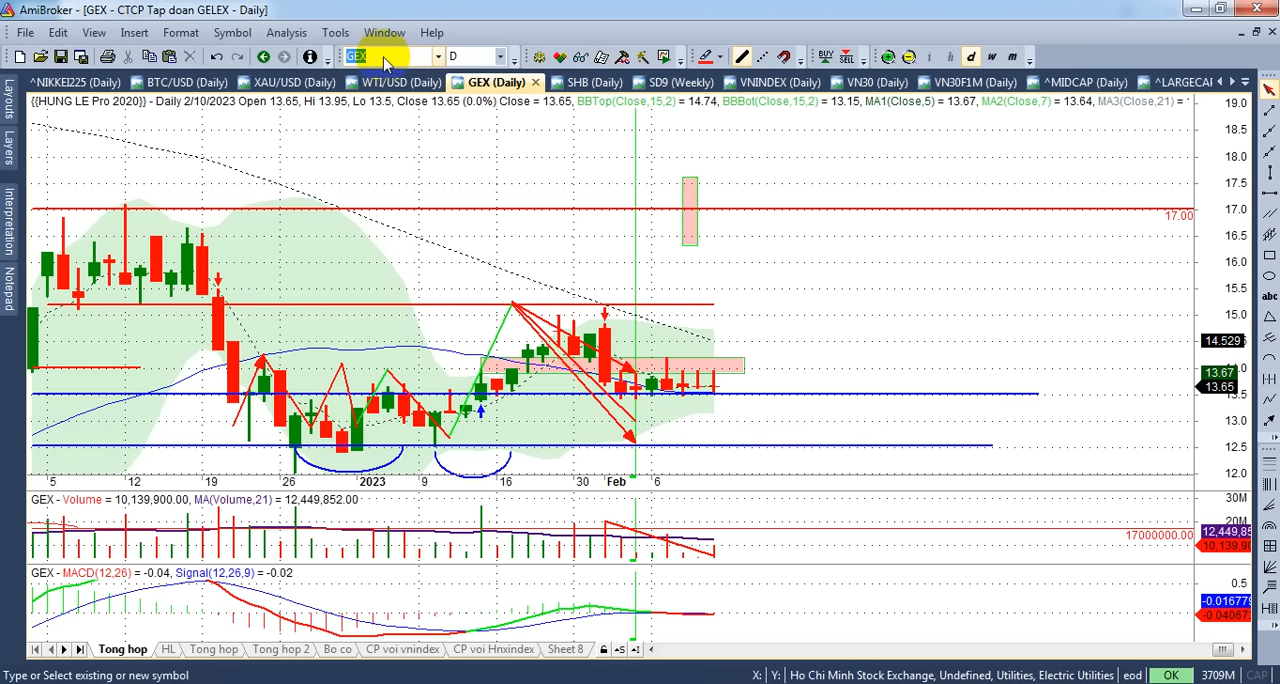 AmiBroker - [GEX - CTCP Tap doan GELEX - Daily]
File Edit View Insert Format Symbol Analysis Tools Window Help
GEX D BUY SELL i h d w m
^NIKKEI225 (Daily) BTC/USD (Daily) XAU/USD (Daily) WTI/USD (Daily) GEX (Daily) SHB (Daily) SD9 (Weekly) VNINDEX (Daily) VN30 (Daily) VN30F1M (Daily) ^MIDCAP (Daily) ^LARGECAP
{{HUNG LE Pro 2020}} - Daily 2/10/2023 Open 13.65, Hi 13.95, Lo 13.5, Close 13.65 (0.0%) Close = 13.65, BBTop(Close,15,2) = 14.74, BBBot(Close,15,2) = 13.15, MA1(Close,5) = 13.67, MA2(Close,7) = 13.64, MA3(Close,21) =
Layouts
Layers
Interpretation
Notepad
abc
19.0
18.5
18.0
17.5
17.0
17.00
16.5
16.0
15.5
15.0
14.529
13.67
13.65
13.5
13.0
12.5
12.0
5 12 19 26 2023 9 16 30 Feb 6
GEX - Volume = 10,139,900.00, MA(Volume,21) = 12,449,852.00
30M
20M
12,449,85
17000000.00
10,139,90
GEX - MACD(12,26) = -0.04, Signal(12,26,9) = -0.02
0.5
-0.016779
-0.04067
Tong hop HL Tong hop Tong hop 2 Bo co CP voi vnindex CP voi Hnxindex Sheet 8
Type or Select existing or new symbol X: Y: Ho Chi Minh Stock Exchange, Undefined, Utilities, Electric Utilities eod OK 3709M CAP